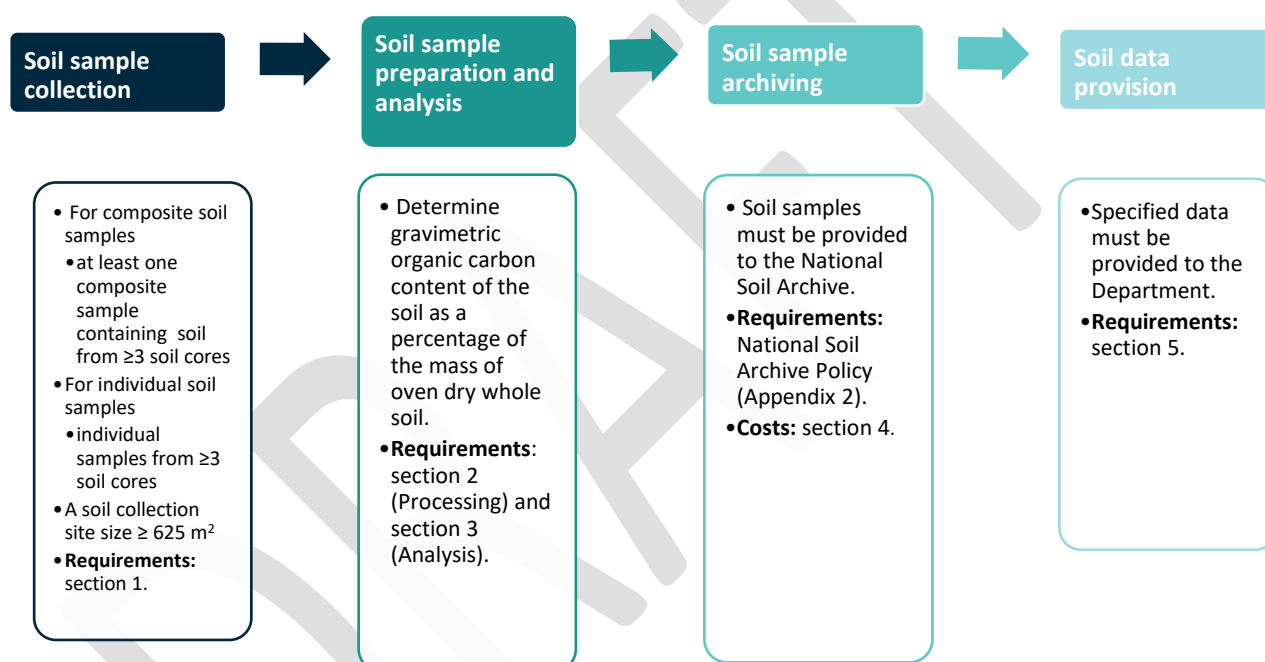 Soil sample
collection
Soil sample
preparation and
analysis
Soil sample
archiving
Soil data
provision
• For composite soil
samples
•at least one
composite
sample
containing  soil
from ≥3 soil cores
• For individual soil
samples
•individual
samples from ≥3
soil cores
• A soil collection
site size ≥ 625 m²
•Requirements:
section 1.
• Determine
gravimetric
organic carbon
content of the
soil as a
percentage of
the mass of
oven dry whole
soil.
•Requirements:
section 2
(Processing) and
section 3
(Analysis).
• Soil samples
must be provided
to the National
Soil Archive.
•Requirements:
National Soil
Archive Policy
(Appendix 2).
•Costs: section 4.
•Specified data
must be
provided to the
Department.
•Requirements:
section 5.
DRAFT